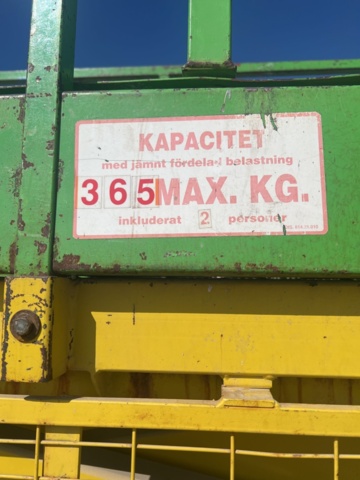 KAPACITET
med jämnt fördelad belastning
365 MAX. KG.
inkluderat 2 personer